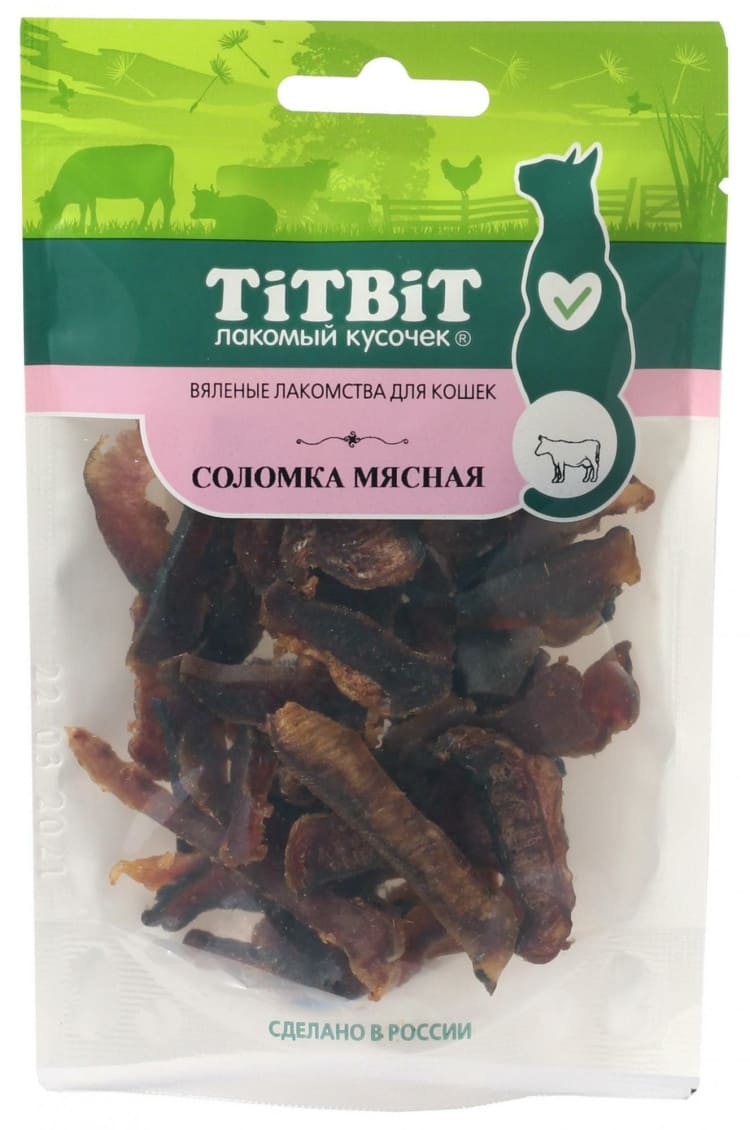 TiTBiT
лакомый кусочек®
ВЯЛЕНЫЕ ЛАКОМСТВА ДЛЯ КОШЕК
СОЛОМКА МЯСНАЯ
22 03 2021
СДЕЛАНО В РОССИИ